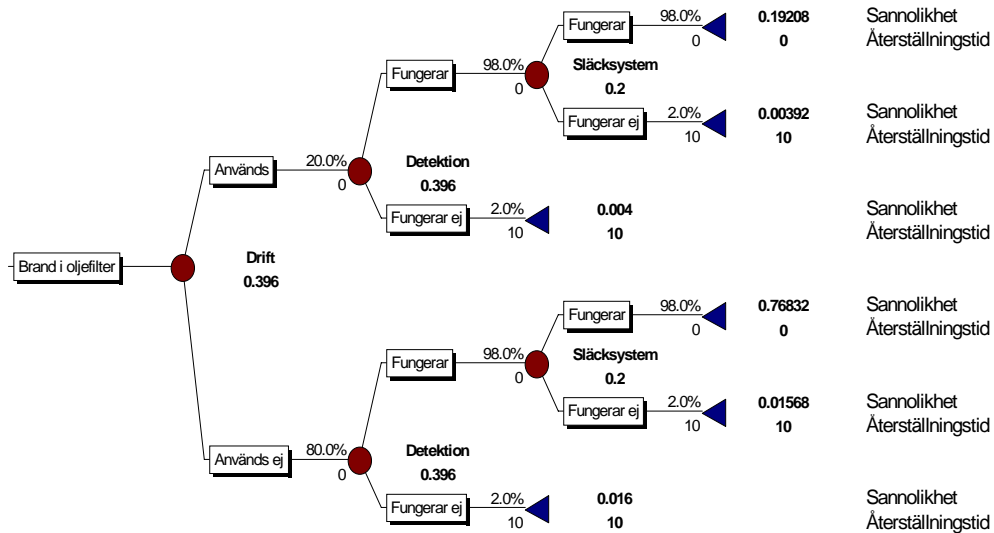 Fungerar 98.0% 0.19208 Sannolikhet
0 0 Återställningstid
Fungerar 98.0% Släcksystem
0 0.2
Fungerar ej 2.0% 0.00392 Sannolikhet
10 10 Återställningstid
Används 20.0% Detektion
0 0.396
Fungerar ej 2.0% 0.004 Sannolikhet
10 10 Återställningstid
Brand i oljefilter Drift
0.396
Fungerar 98.0% 0.76832 Sannolikhet
0 0 Återställningstid
Fungerar 98.0% Släcksystem
0 0.2
Fungerar ej 2.0% 0.01568 Sannolikhet
10 10 Återställningstid
Används ej 80.0% Detektion
0 0.396
Fungerar ej 2.0% 0.016 Sannolikhet
10 10 Återställningstid